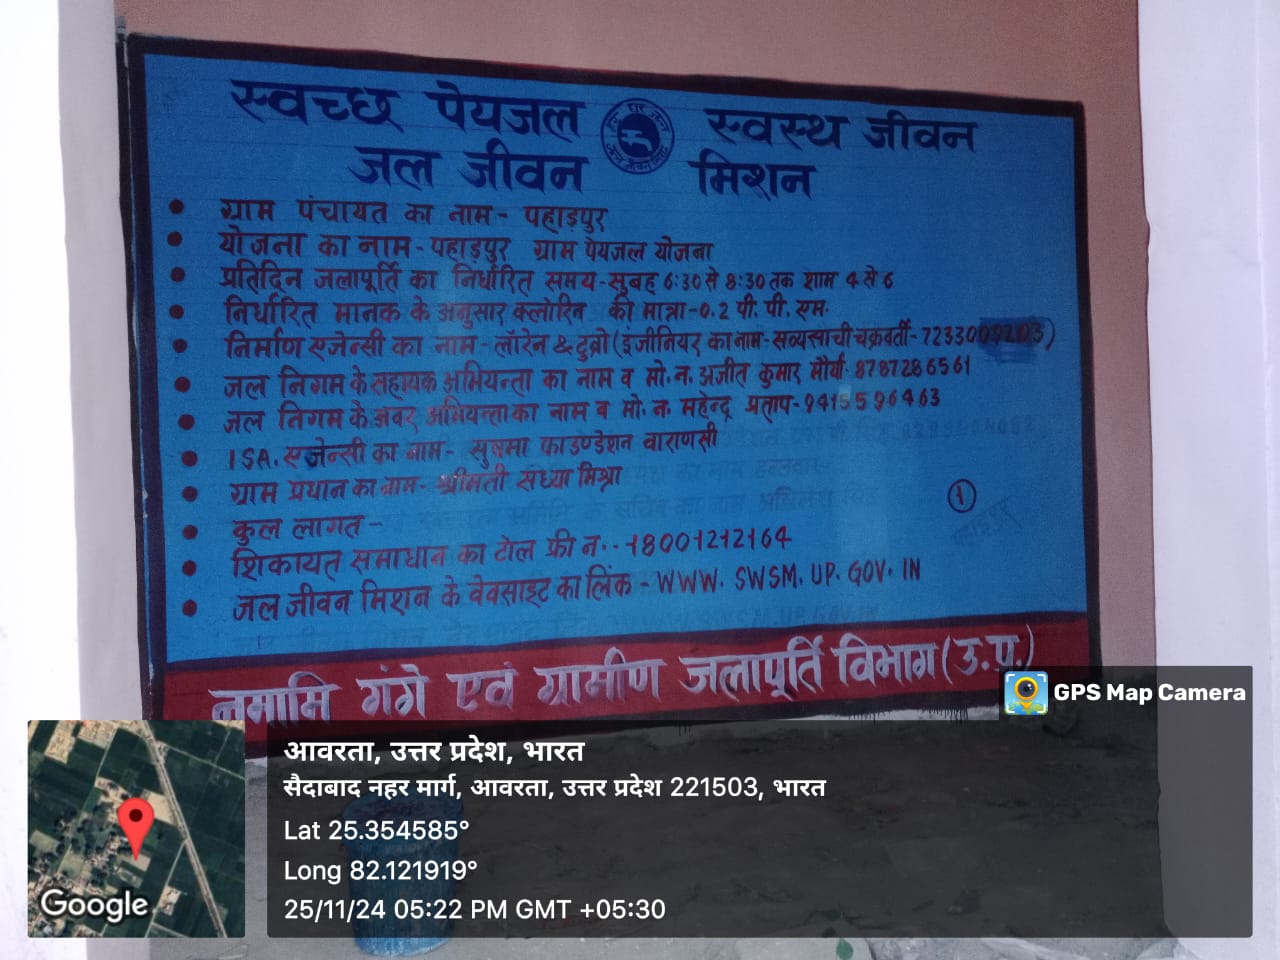 स्वच्छ पेयजल स्वस्थ जीवन
जल जीवन मिशन
• ग्राम पंचायत का नाम- पहाड़पुर
• योजना का नाम-पहाड़पुर ग्राम पेयजल योजना
• प्रतिदिन जलापूर्ति का निर्धारित समय-सुबह 6:30 से 8:30 तक शाम 4 से 6
• निर्धारित मानक के अनुसार क्लोरिन की मात्रा-0.2 पी. पी. एम.
• निर्माण एजेन्सी का नाम-लॉरेन & टुब्रो (इंजीनियर का नाम-सव्यसाची चक्रवर्ती-
• जल निगम के सहायक अभियन्ता का नाम व मो.न. अजीत कुमार मौर्या-8787286561
• जल निगम के अवर अभियन्ता का नाम व मो. न. महेन्द्र प्रताप-9415596463
• ISA. एजेन्सी का नाम- सुषमा फाउण्डेशन वाराणसी
• ग्राम प्रधान का नाम- श्रीमती संध्या मिश्रा
• कुल लागत-
1
• शिकायत समाधान का टोल फ्री न..-18001212164
• जल जीवन मिशन के वेवसाइट का लिंक-WWW. SWSM. UP. GOV. IN
नमामि गंगे एवं ग्रामीण जलापूर्ति विभाग (उ.प्र.)
GPS Map Camera
आवरता, उत्तर प्रदेश, भारत
सैदाबाद नहर मार्ग, आवरता, उत्तर प्रदेश 221503, भारत
Lat 25.354585°
Long 82.121919°
25/11/24 05:22 PM GMT +05:30
Google